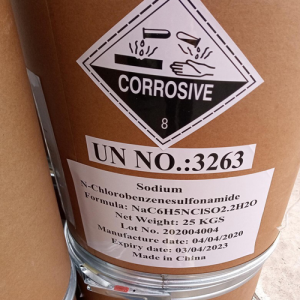 CORROSIVE
8
UN NO.:3263
Sodium
N-Chlorobenzenesulfonamide
Formula: NaC6H5NClSO2.2H2O
Net Weight: 25 KGS
Lot No. 202004004
Manufacture date: 04/04/2020
Expiry date: 03/04/2023
Made in China